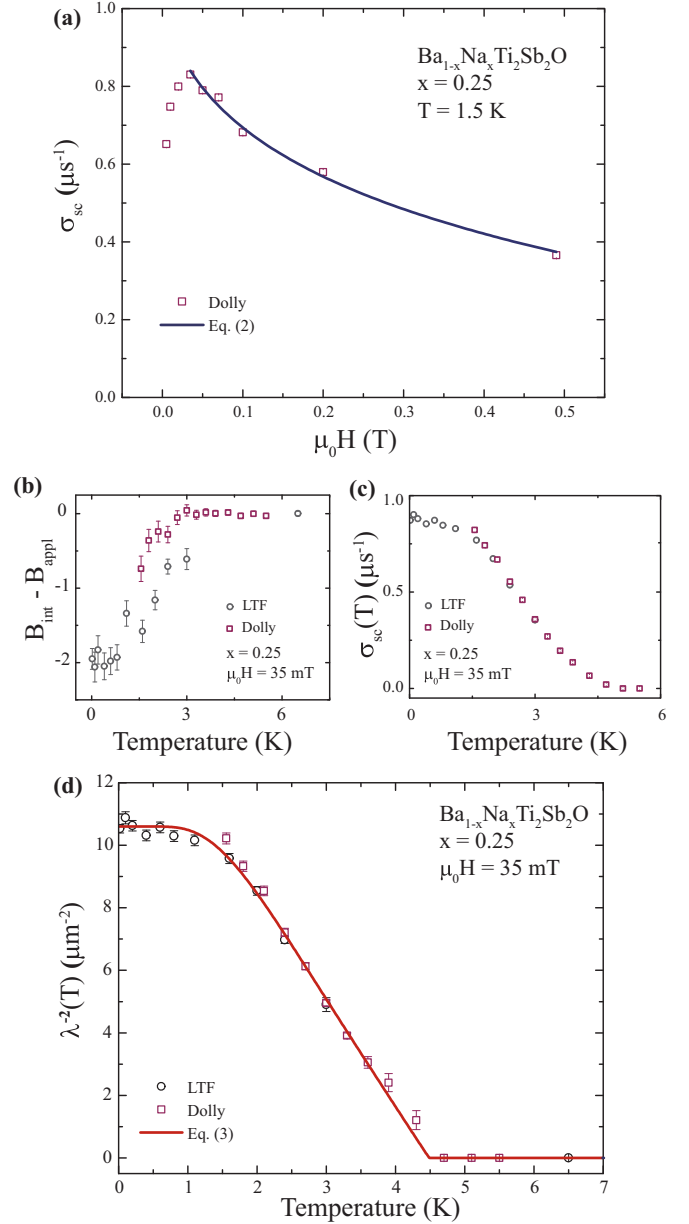 (a)
1.0
0.8
0.6
0.4
0.2
0.0
σsc (μs-1)
Ba1-xNaxTi2Sb2O
x = 0.25
T = 1.5 K
Dolly
Eq. (2)
0.0 0.1 0.2 0.3 0.4 0.5
μ0H (T)
(b)
0
-1
-2
Bint - Bappl
LTF
Dolly
x = 0.25
μ0H = 35 mT
0 3 6
Temperature (K)
(c)
0.9
0.5
0.0
σsc(T) (μs-1)
LTF
Dolly
x = 0.25
μ0H = 35 mT
0 3 6
Temperature (K)
(d)
12
10
8
6
4
2
0
λ-2(T) (μm-2)
Ba1-xNaxTi2Sb2O
x = 0.25
μ0H = 35 mT
LTF
Dolly
Eq. (3)
0 1 2 3 4 5 6 7
Temperature (K)